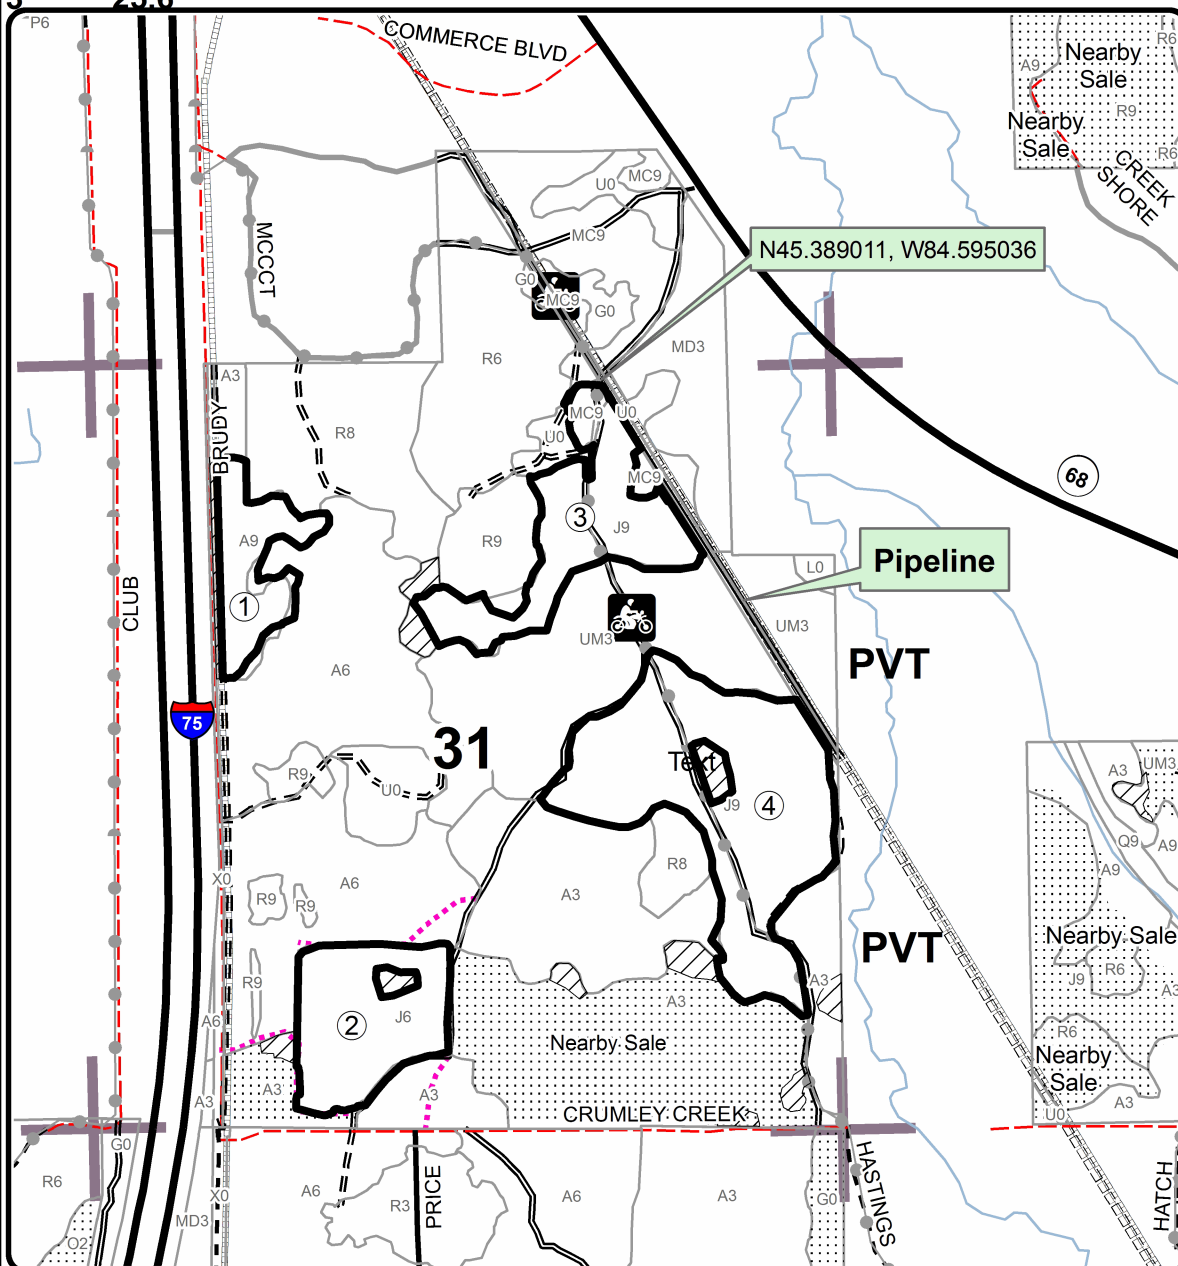 23.6
P6
COMMERCE BLVD
R6
Nearby
Sale
A9
R9
Nearby
Sale
R6
CREEK
SHORE
MC9
U0
MC9
MCCCT
N45.389011, W84.595036
G0
MC9
G0
R6
MD3
A3
BRUDY
MC9
U0
R8
U0
MC9
68
3
J9
A9
R9
Pipeline
L0
CLUB
1
UM3
UM3
PVT
A6
75
31
Text
R9
U0
J9
4
A3
UM3
Q9
A9
R8
A9
X0
A6
A3
R9
R9
PVT
Nearby Sale
R9
J9
R6
A3
A3
A3
A6
2
J6
Nearby Sale
R6
Nearby
Sale
A3
A3
A3
A3
U0
CRUMLEY CREEK
G0
R6
X0
A6
R3
PRICE
A6
A3
G0
HASTINGS
HATCH
MD3
O2